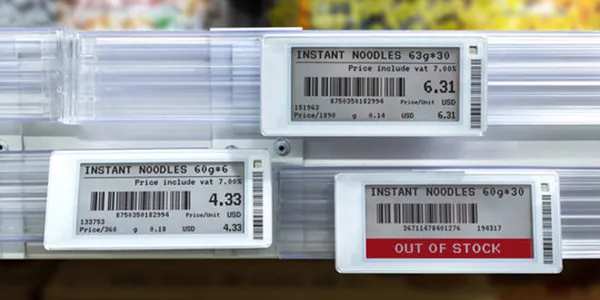 INSTANT NOODLES 63g*30
Price include vat 7.00%
6.31
8750350182994 Price/Unit USD
151963
Price/1890 g 0.14 USD 6.31
INSTANT NOODLES 60g*6
Price include vat 7.00%
4.33
8750350182994 Price/Unit USD
133753
Price/360 g 0.18 USD 4.33
INSTANT NOODLES 60g*30
36711478401276 194317
OUT OF STOCK